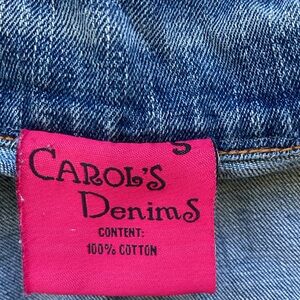 S
CAROL'S
Denims
CONTENT:
100% COTTON